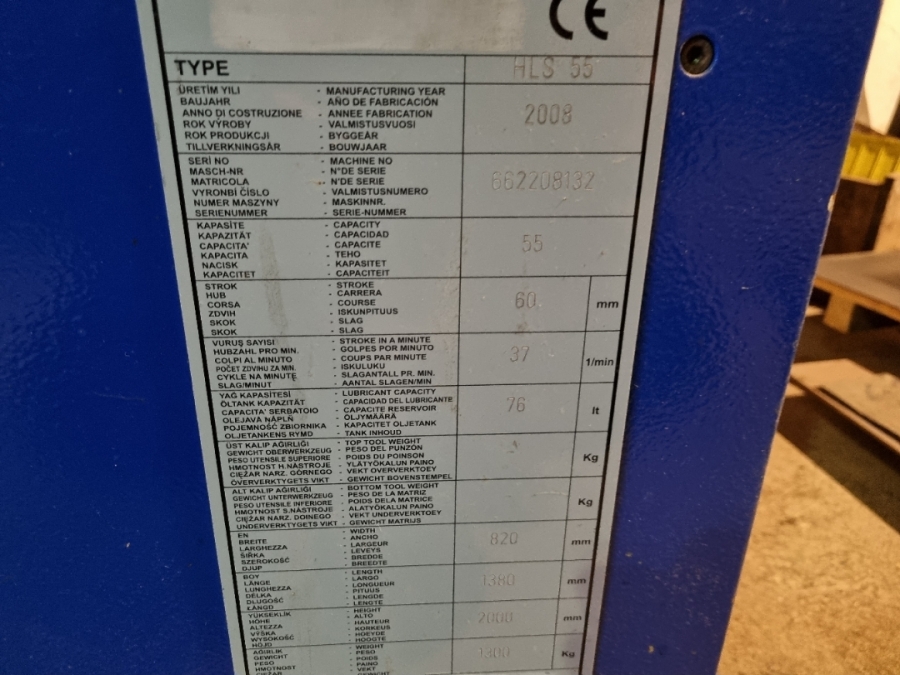 CE
TYPE HLS 55
ÜRETİM YILI - MANUFACTURING YEAR
BAUJAHR - AÑO DE FABRICACIÓN
ANNO DI COSTRUZIONE - ANNEE FABRICATION 2008
ROK VÝROBY - VALMISTUSVUOSI
ROK PRODUKCJI - BYGGEÅR
TILLVERKNINGSÅR - BOUWJAAR
SERİ NO - MACHINE NO
MASCH-NR - N°DE SERIE
MATRICOLA - N°DE SERIE 662208132
VYRONBİ ČİSLO - VALMISTUSNUMERO
NUMER MASZYNY - MASKINNR.
SERIENUMMER - SERIE-NUMMER
KAPASİTE - CAPACITY
KAPAZITÄT - CAPACIDAD
CAPACITA' - CAPACITE 55
KAPACITA - TEHO
NACISK - KAPASITET
KAPACITET - CAPACITEIT
STROK - STROKE
HUB - CARRERA
CORSA - COURSE 60 mm
ZDVIH - ISKUNPITUUS
SKOK - SLAG
SKOK - SLAG
VURUŞ SAYISI - STROKE IN A MINUTE
HUBZAHL PRO MIN. - GOLPES POR MINUTO
COLPI AL MINUTO - COUPS PAR MINUTE 37 1/min
POČET ZDVIHU ZA MIN. - ISKULUKU
CYKLE NA MINUTĘ - SLAGANTALL PR. MIN.
SLAG/MINUT - AANTAL SLAGEN/MIN
YAĞ KAPASİTESİ - LUBRICANT CAPACITY
ÖLTANK KAPAZITÄT - CAPACIDAD DEL LUBRICANTE
CAPACITA' SERBATOIO - CAPACITE RESERVOIR 76 lt
OLEJAVÁ NÁPLŇ - ÖLJYMÄÄRÄ
POJEMNOŚĆ ZBIORNIKA - KAPACITET OLJETANK
OLJETANKENS RYMD - TANK INHOUD
ÜST KALIP AĞIRLIĞI - TOP TOOL WEIGHT
GEWICHT OBERWERKZEUG - PESO DEL PUNZÓN
PESO UTENSILE SUPERIORE - POIDS DU POINSON Kg
HMOTNOST H.NÁSTROJE - YLÄTYÖKALUN PAINO
CIĘŻAR NARZ. GÓRNEGO - VEKT OVERVERKTOEY
ÖVERVERKTYGETS VIKT - GEWICHT BOVENSTEMPEL
ALT KALIP AĞIRLIĞI - BOTTOM TOOL WEIGHT
GEWICHT UNTERWERKZEUG - PESO DE LA MATRIZ
PESO UTENSILE INFERIORE - POIDS DELA MATRICE Kg
HMOTNOST S.NÁSTROJE - ALATYÖKALUN PAINO
CIĘŻAR NARZ. DOINEGO - VEKT UNDERVERKTOEY
UNDERVERKTYGETS VIKT - GEWICHT MATRIJS
EN - WIDTH
BREITE - ANCHO
LARGHEZZA - LARGEUR 820 mm
ŠIŘKA - LEVEYS
SZEROKOŚĆ - BREDDE
DJUP - BREEDTE
BOY - LENGTH
LÄNGE - LARGO
LUNGHEZZA - LONGUEUR 1380 mm
DÉLKA - PITUUS
DLUGOŚĆ - LENGDE
LÄNGD - LENGTE
YÜKSEKLİK - HEIGHT
HÖHE - ALTO
ALTEZZA - HAUTEUR 2000 mm
VÝŠKA - KORKEUS
WYSOKOŚĆ - HOEYDE
HÖJD - HOOGTE
AĞIRLIK - WEIGHT
GEWICHT - PESO
PESO - POIDS 1300 Kg
HMOTNOST - PAINO
CIĘŻAR - VEKT